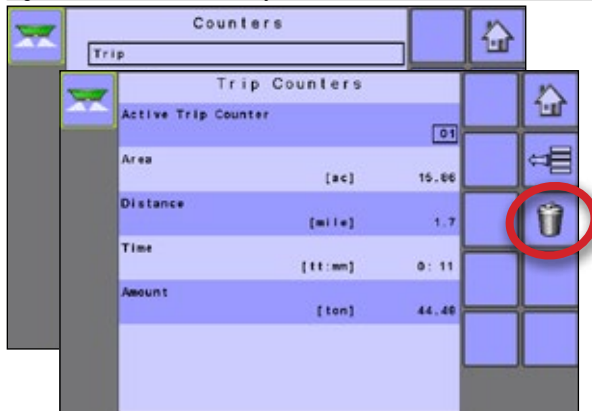 Counters
Trip
Trip Counters
Active Trip Counter
01
Area
[ac] 15.86
Distance
[mile] 1.7
Time
[tt:mm] 0: 11
Amount
[ton] 44.40